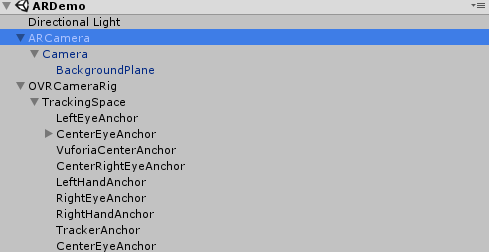 ARDemo
Directional Light
ARCamera
Camera
BackgroundPlane
OVRCameraRig
TrackingSpace
LeftEyeAnchor
CenterEyeAnchor
VuforiaCenterAnchor
CenterRightEyeAnchor
LeftHandAnchor
RightEyeAnchor
RightHandAnchor
TrackerAnchor
CenterEyeAnchor